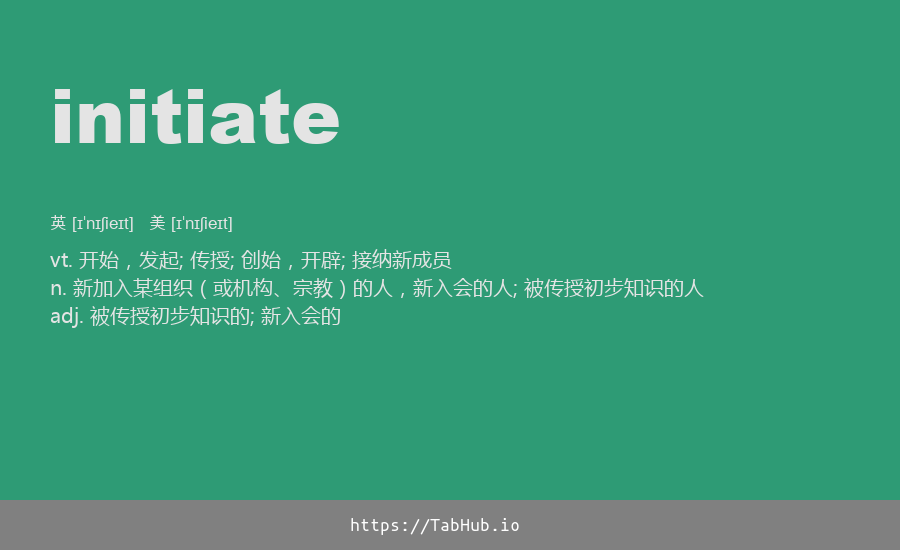 initiate
英 [ɪˈnɪʃieɪt] 美 [ɪˈnɪʃieɪt]
vt. 开始，发起; 传授; 创始，开辟; 接纳新成员
n. 新加入某组织（或机构、宗教）的人，新入会的人; 被传授初步知识的人
adj. 被传授初步知识的; 新入会的
https://TabHub.io